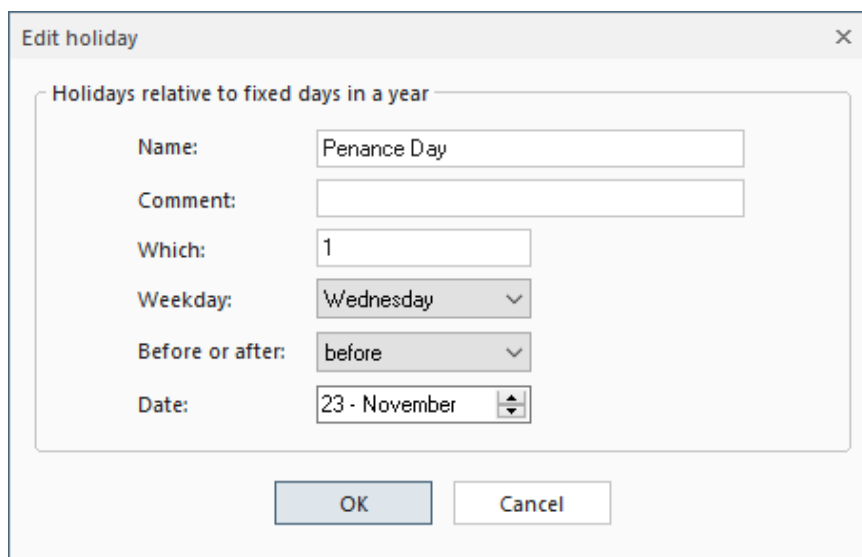 Edit holiday
Holidays relative to fixed days in a year
Name: Penance Day
Comment:
Which: 1
Weekday: Wednesday
Before or after: before
Date: 23 - November
OK Cancel